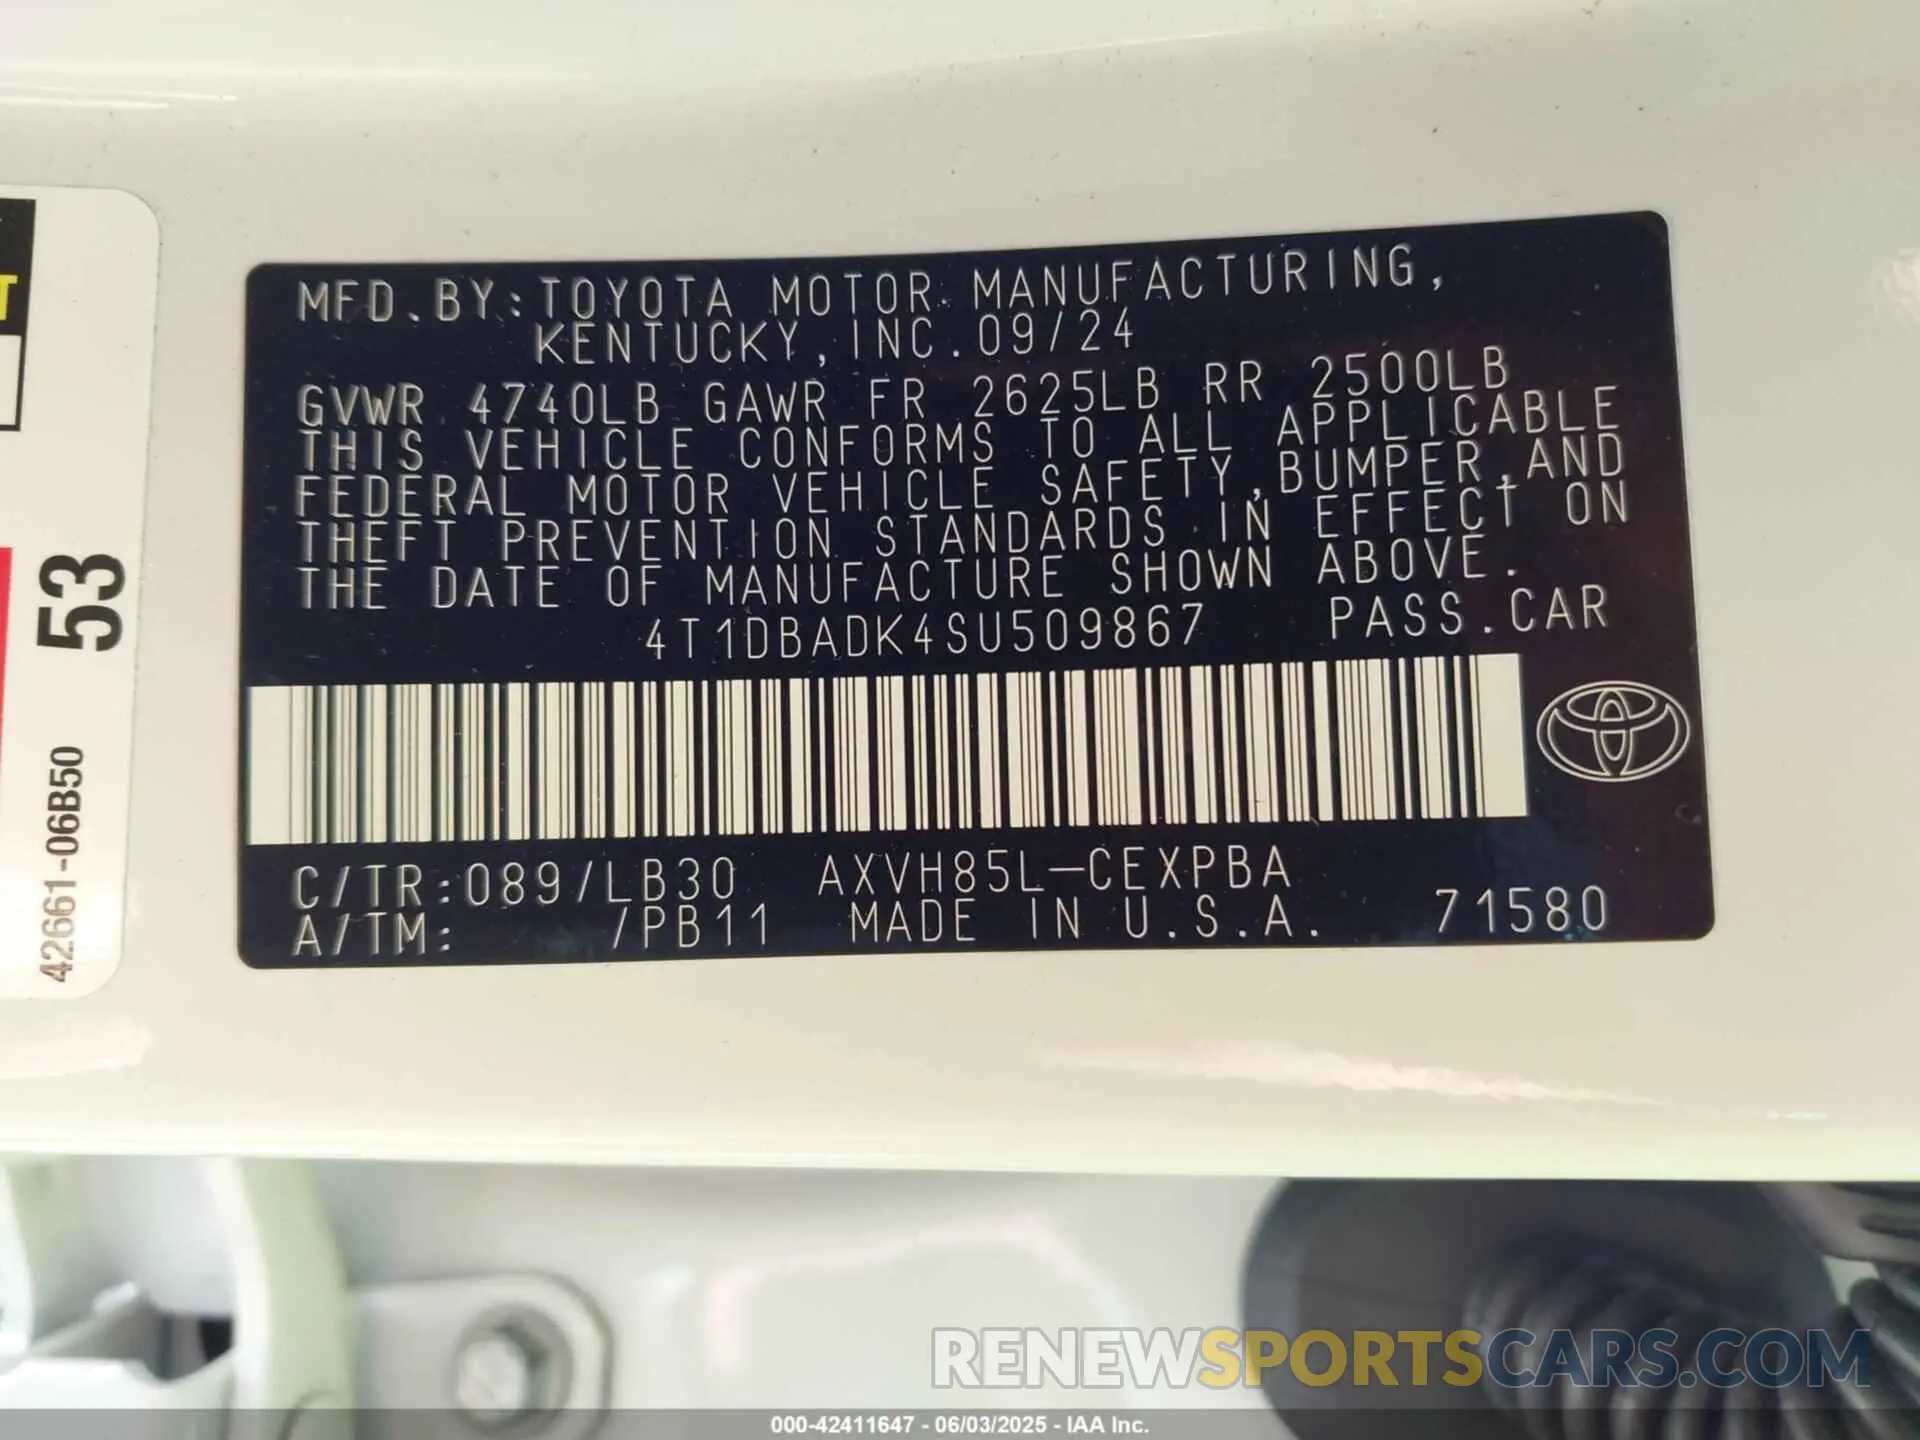 MFD.BY:TOYOTA MOTOR MANUFACTURING,
KENTUCKY,INC.09/24
GVWR 4740LB GAWR FR 2625LB RR 2500LB
THIS VEHICLE CONFORMS TO ALL APPLICABLE
FEDERAL MOTOR VEHICLE SAFETY,BUMPER,AND
THEFT PREVENTION STANDARDS IN EFFECT ON
THE DATE OF MANUFACTURE SHOWN ABOVE.
4T1DBADK4SU509867 PASS.CAR
C/TR:089/LB30 AXVH85L-CEXPBA
A/TM: /PB11 MADE IN U.S.A. 71580
T
53
42661-06B50
RENEWSPORTSCARS.COM
000-42411647 - 06/03/2025 - IAA Inc.